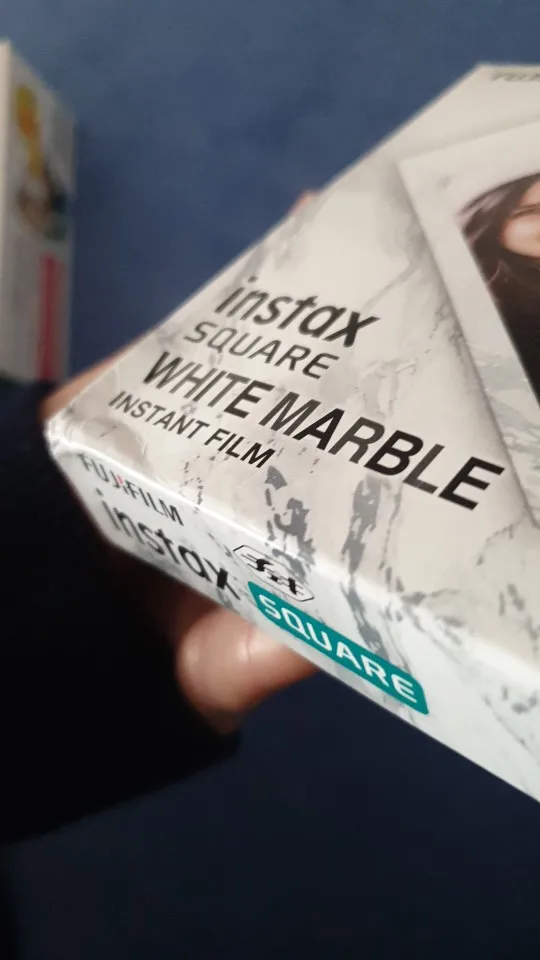 instax
SQUARE
WHITE MARBLE
INSTANT FILM
FUJIFILM
instax
SQUARE